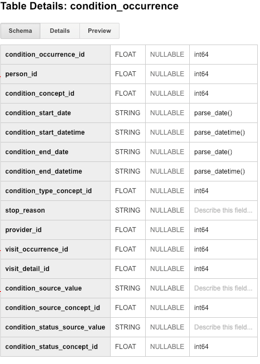 Table Details: condition_occurrence
Schema Details Preview
condition_occurrence_id FLOAT NULLABLE int64
person_id FLOAT NULLABLE int64
condition_concept_id FLOAT NULLABLE int64
condition_start_date STRING NULLABLE parse_date()
condition_start_datetime STRING NULLABLE parse_datetime()
condition_end_date STRING NULLABLE parse_date()
condition_end_datetime STRING NULLABLE parse_datetime()
condition_type_concept_id FLOAT NULLABLE int64
stop_reason STRING NULLABLE Describe this field...
provider_id FLOAT NULLABLE int64
visit_occurrence_id FLOAT NULLABLE int64
visit_detail_id FLOAT NULLABLE int64
condition_source_value STRING NULLABLE Describe this field...
condition_source_concept_id FLOAT NULLABLE int64
condition_status_source_value STRING NULLABLE Describe this field...
condition_status_concept_id FLOAT NULLABLE int64